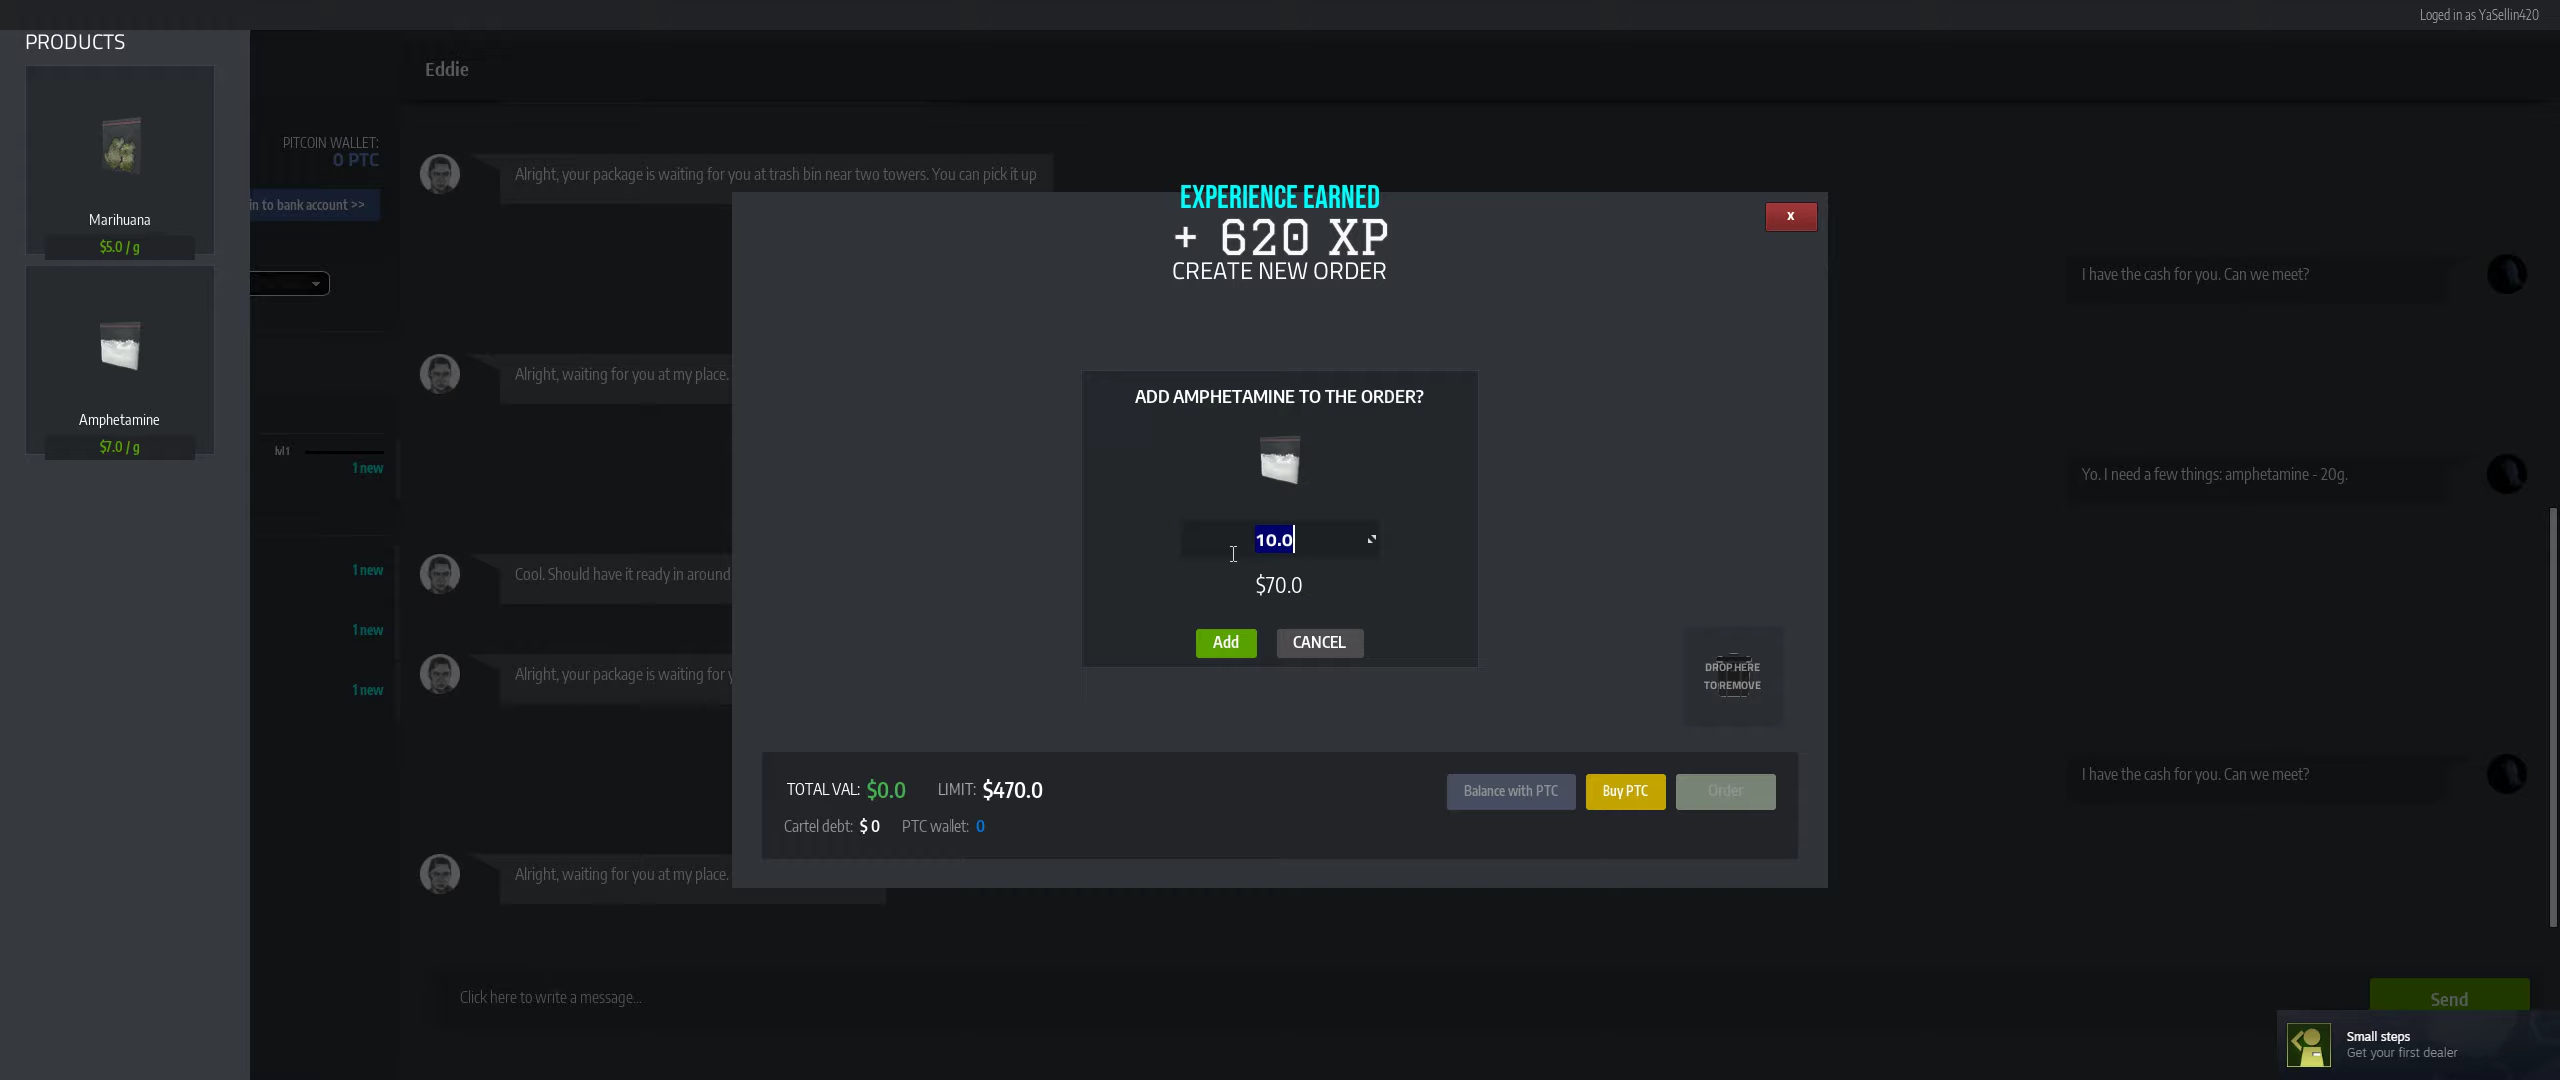 Loged in as YaSellin420
PRODUCTS
Marihuana
$5.0 / g
Amphetamine
$7.0 / g
Eddie
PITCOIN WALLET:
0 PTC
in to bank account >>
lvl 1
1 new
1 new
1 new
1 new
Alright, your package is waiting for you at trash bin near two towers. You can pick it up
I have the cash for you. Can we meet?
Alright, waiting for you at my place.
Yo. I need a few things: amphetamine - 20g.
Cool. Should have it ready in around
Alright, your package is waiting for y
I have the cash for you. Can we meet?
Alright, waiting for you at my place.
EXPERIENCE EARNED
+ 620 XP
CREATE NEW ORDER
x
ADD AMPHETAMINE TO THE ORDER?
10.0
$70.0
Add
CANCEL
DROP HERE
TO REMOVE
TOTAL VAL: $0.0 LIMIT: $470.0
Cartel debt: $ 0 PTC wallet: 0
Balance with PTC
Buy PTC
Order
Click here to write a message...
Send
Small steps
Get your first dealer